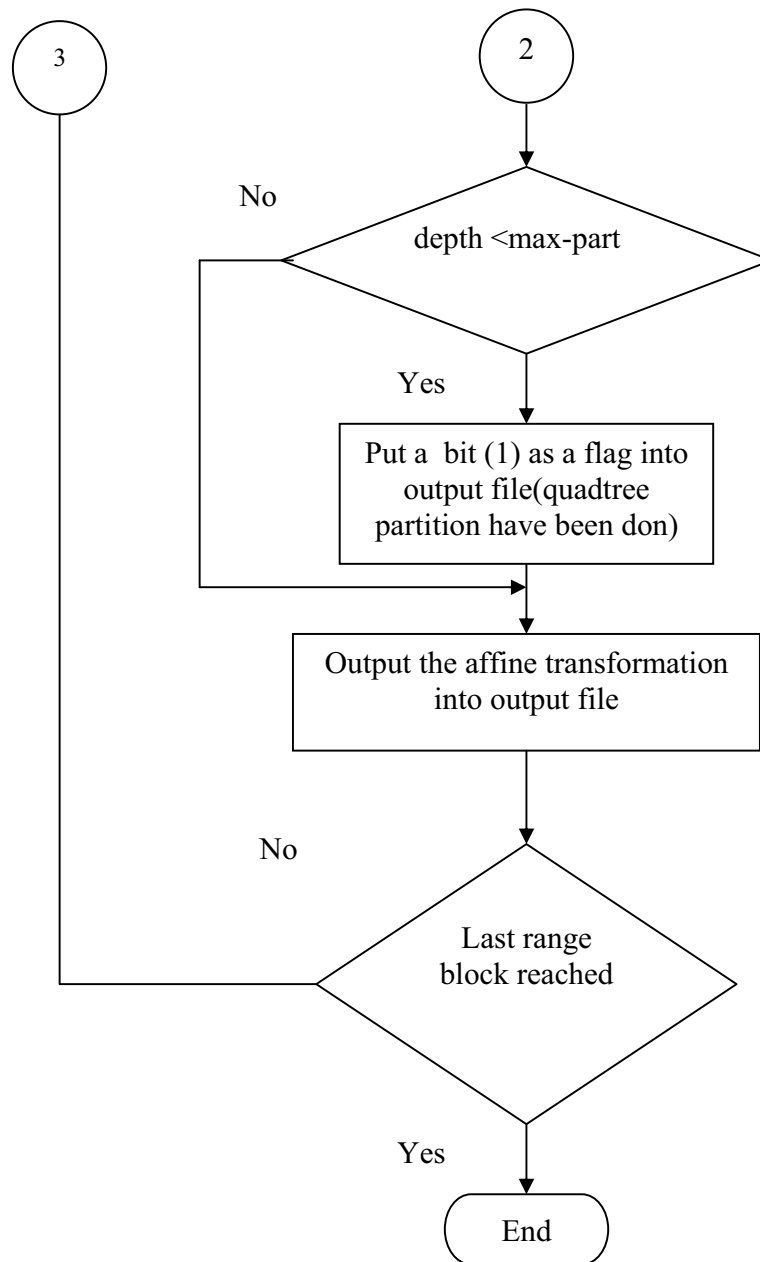 3
2
No
depth <max-part
Yes
Put a bit (1) as a flag into
output file(quadtree
partition have been don)
Output the affine transformation
into output file
No
Last range
block reached
Yes
End